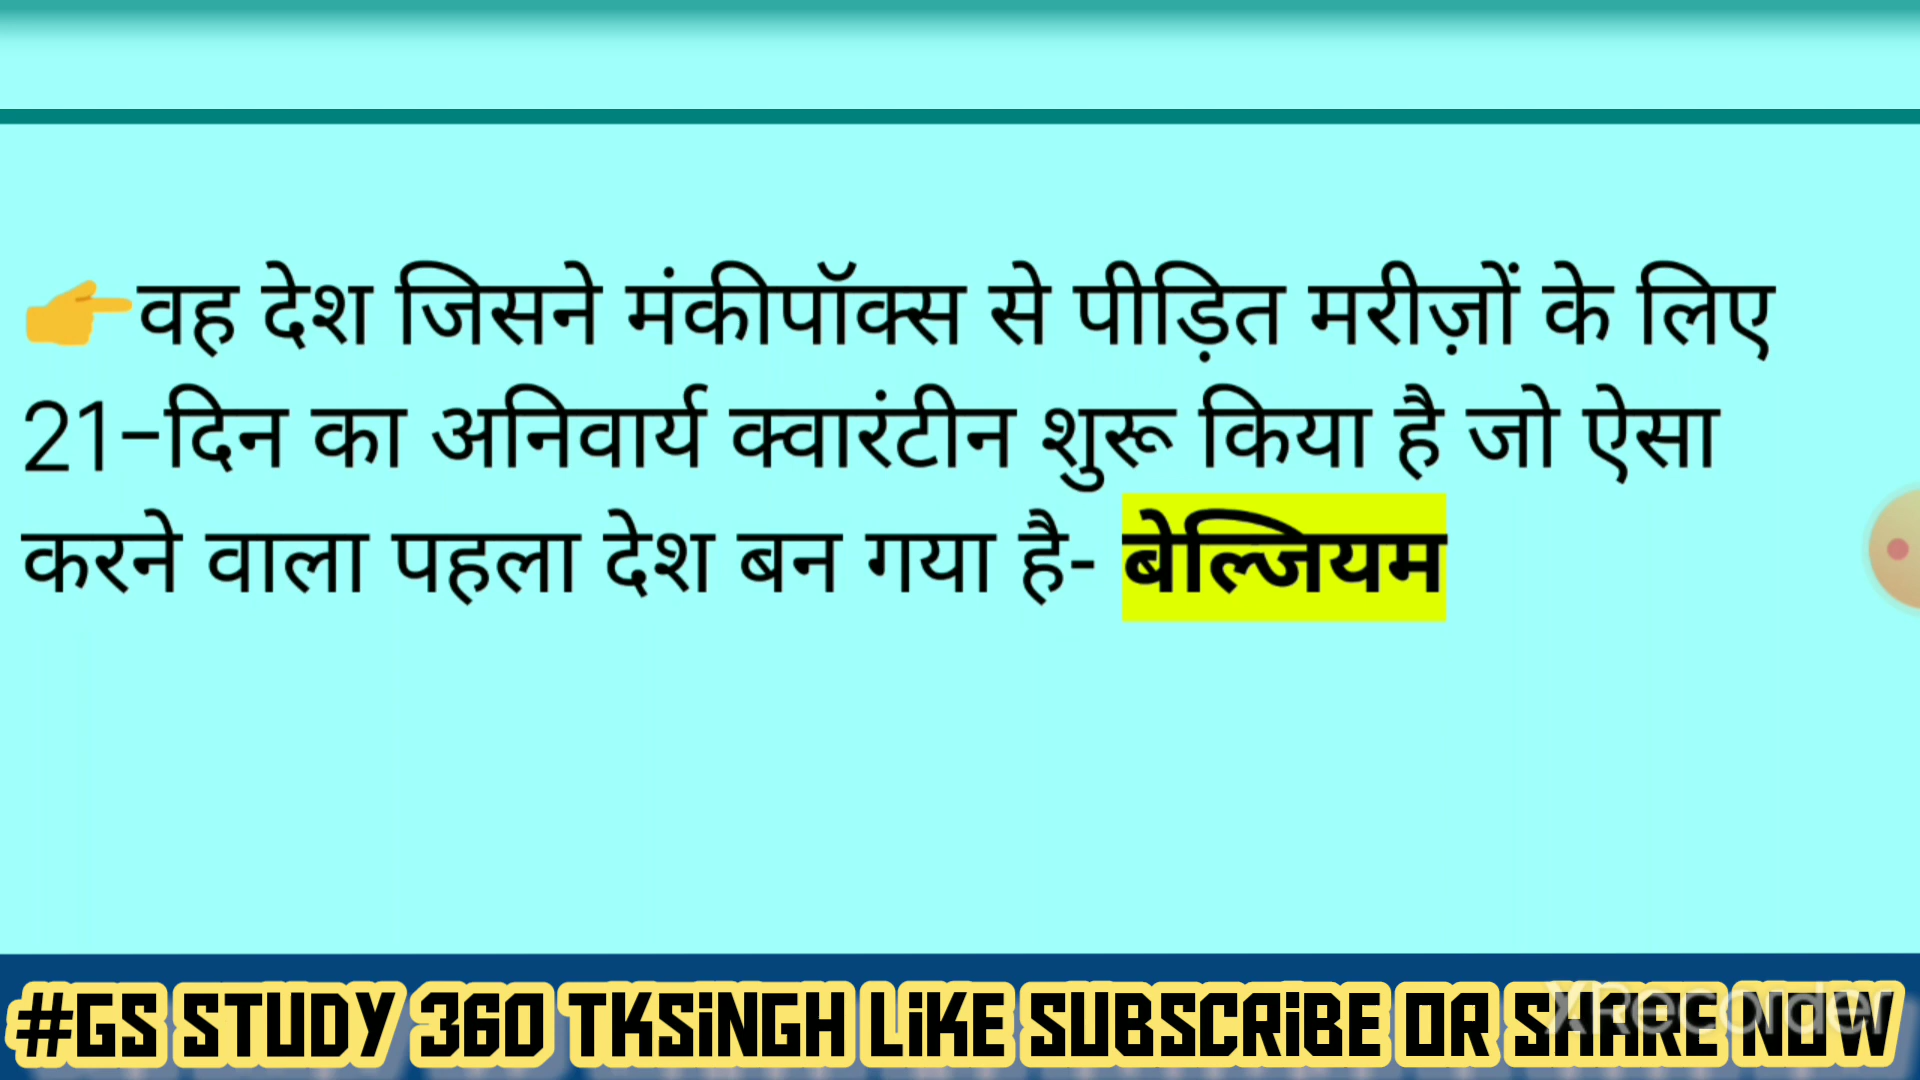 👉वह देश जिसने मंकीपॉक्स से पीड़ित मरीज़ों के लिए
21-दिन का अनिवार्य क्वारंटीन शुरू किया है जो ऐसा
करने वाला पहला देश बन गया है- बेल्जियम
#GS STUDY 360 TKSiNGH LiKE SUBSCRiBE OR SHARE NOW
XRecorder